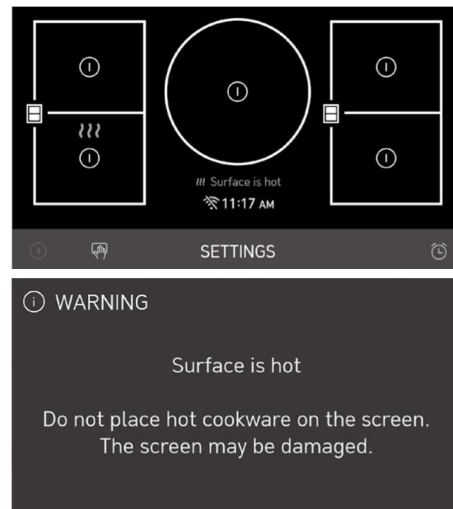 Surface is hot
11:17 AM
SETTINGS
WARNING
Surface is hot
Do not place hot cookware on the screen.
The screen may be damaged.